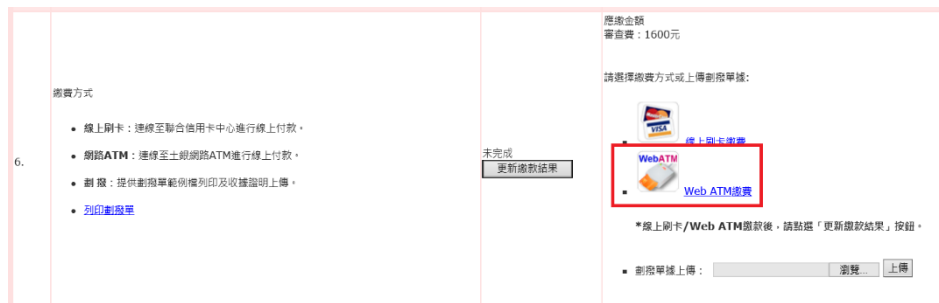 6.
繳費方式
線上刷卡：連線至聯合信用卡中心進行線上付款。
網路ATM：連線至土銀網路ATM進行線上付款。
劃 撥：提供劃撥單範例檔列印及收據證明上傳。
列印劃撥單
未完成
更新繳款結果
應繳金額
審查費：1600元
請選擇繳費方式或上傳劃撥單據:
VISA
線上刷卡繳費
WebATM
Web ATM繳費
*線上刷卡/Web ATM繳款後，請點選「更新繳款結果」按鈕。
劃撥單據上傳： 瀏覽... 上傳